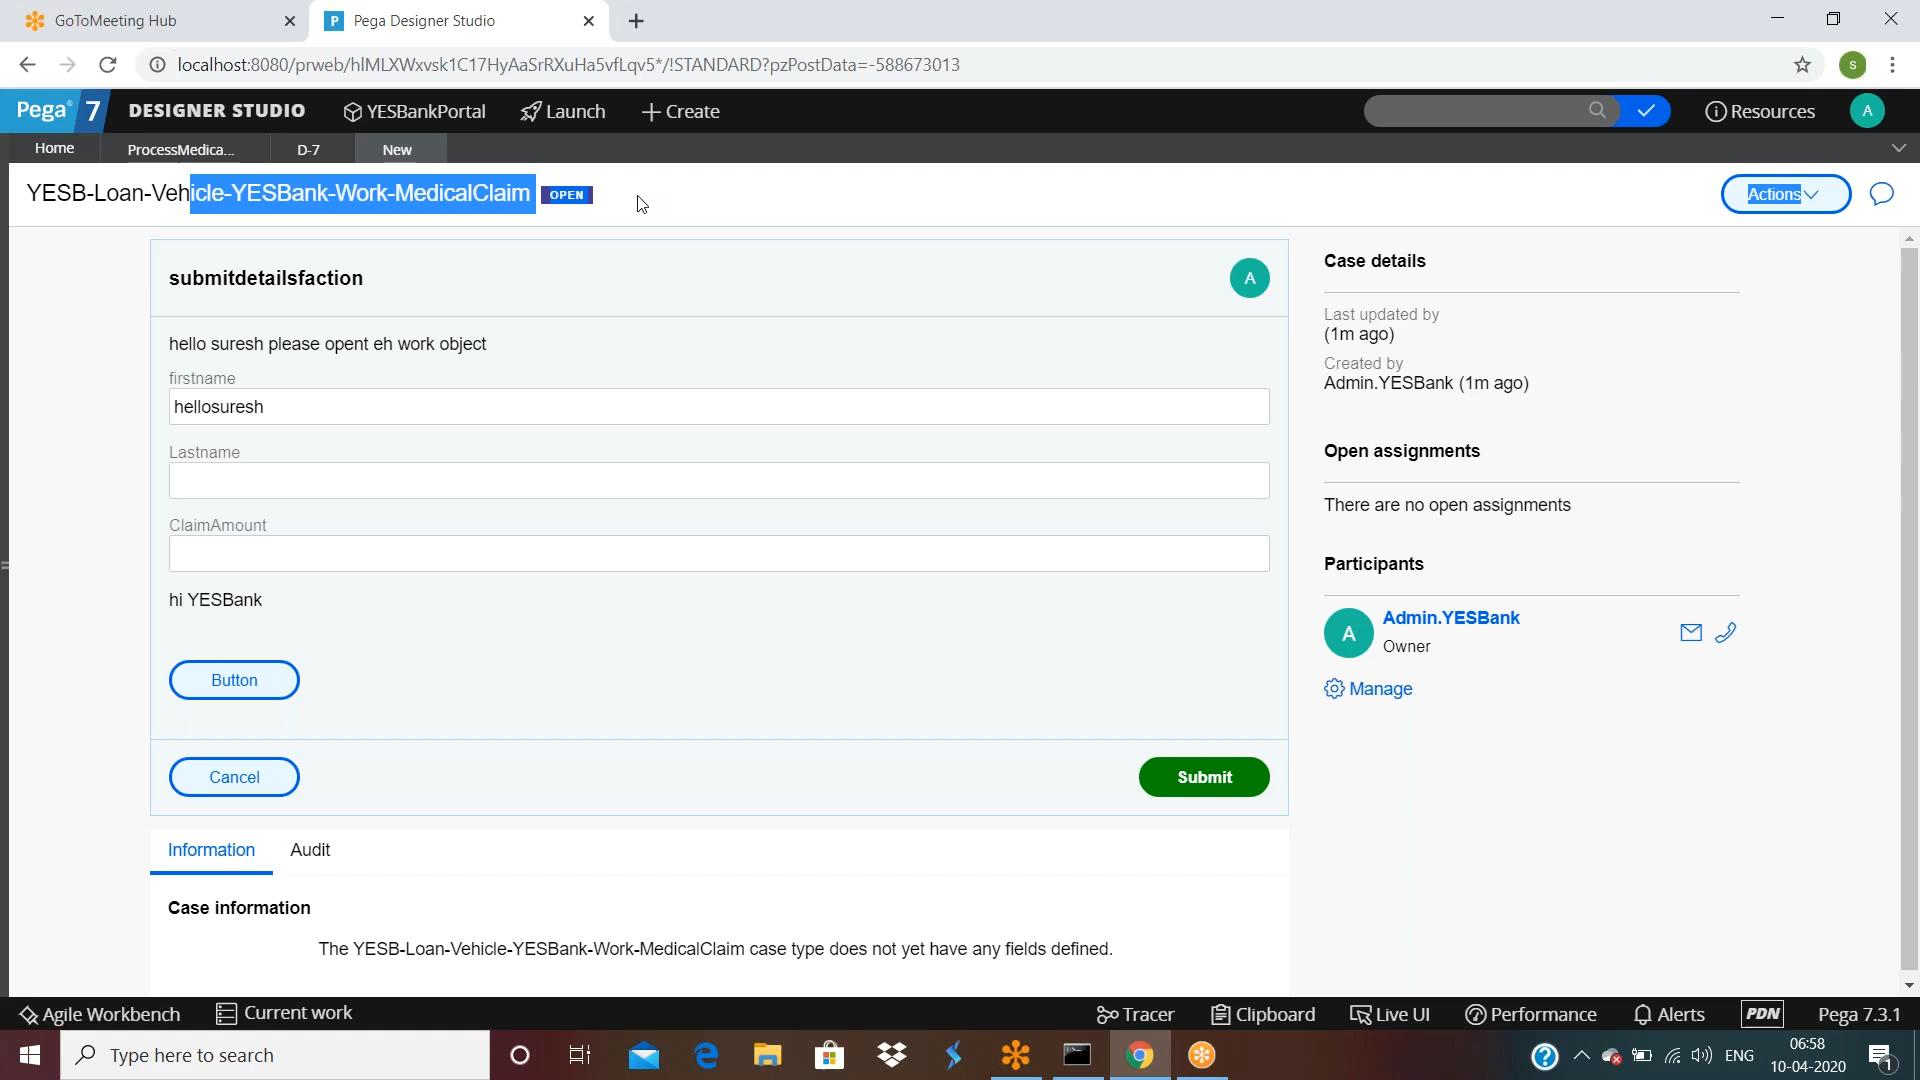 GoToMeeting Hub
P Pega Designer Studio
localhost:8080/prweb/hIMLXWxvsk1C17HyAaSrRXuHa5vfLqv5*/!STANDARD?pzPostData=-588673013
s
Pega 7 DESIGNER STUDIO YESBankPortal Launch Create Resources A
Home ProcessMedica... D-7 New
YESB-Loan-Vehicle-YESBank-Work-MedicalClaim OPEN Actions
submitdetailsfaction A
hello suresh please opent eh work object
firstname
hellosuresh
Lastname
ClaimAmount
hi YESBank
Button
Cancel Submit
Case details
Last updated by
(1m ago)
Created by
Admin.YESBank (1m ago)
Open assignments
There are no open assignments
Participants
A Admin.YESBank
Owner
Manage
Information Audit
Case information
The YESB-Loan-Vehicle-YESBank-Work-MedicalClaim case type does not yet have any fields defined.
Agile Workbench Current work Tracer Clipboard Live UI Performance Alerts PDN Pega 7.3.1
Type here to search ENG 06:58
10-04-2020 1